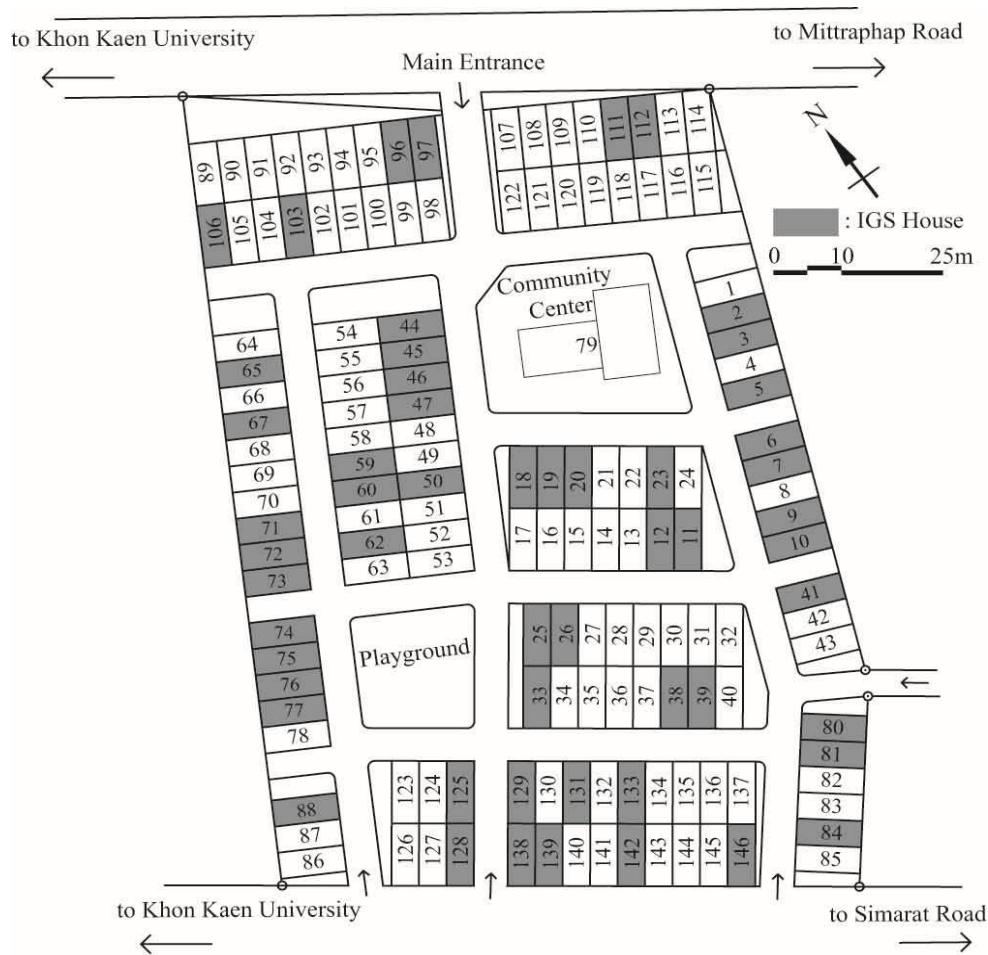 to Khon Kaen University
to Mittraphap Road
Main Entrance
N
89 90 91 92 93 94 95 96 97
106 105 104 103 102 101 100 99 98
107 108 109 110 111 112 113 114
122 121 120 119 118 117 116 115
: IGS House
0 10 25m
Community
Center
79
1
2
3
4
5
6
7
8
9
10
41
42
43
64
65
66
67
68
69
70
71
72
73
74
75
76
77
78
88
87
86
54 44
55 45
56 46
57 47
58 48
59 49
60 50
61 51
62 52
63 53
18 19 20 21 22 23 24
17 16 15 14 13 12 11
Playground
25 26 27 28 29 30 31 32
33 34 35 36 37 38 39 40
80
81
82
83
84
85
123 124 125
126 127 128
129 130 131 132 133 134 135 136 137
138 139 140 141 142 143 144 145 146
to Khon Kaen University
to Simarat Road